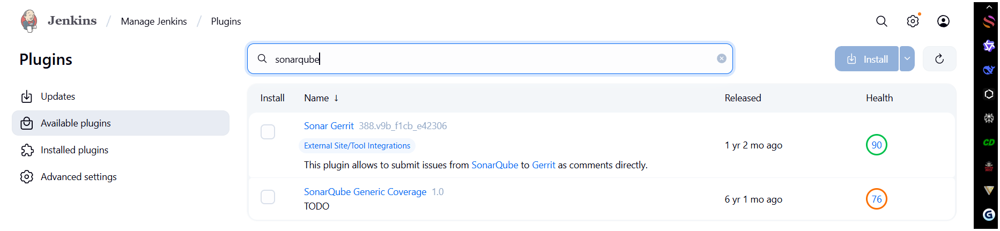 Jenkins / Manage Jenkins / Plugins
Plugins
sonarqube
Install
Updates
Available plugins
Installed plugins
Advanced settings
Install Name ↓ Released Health
Sonar Gerrit 388.v9b_f1cb_e42306
External Site/Tool Integrations
This plugin allows to submit issues from SonarQube to Gerrit as comments directly.
1 yr 2 mo ago
90
SonarQube Generic Coverage 1.0
TODO
6 yr 1 mo ago
76
CD